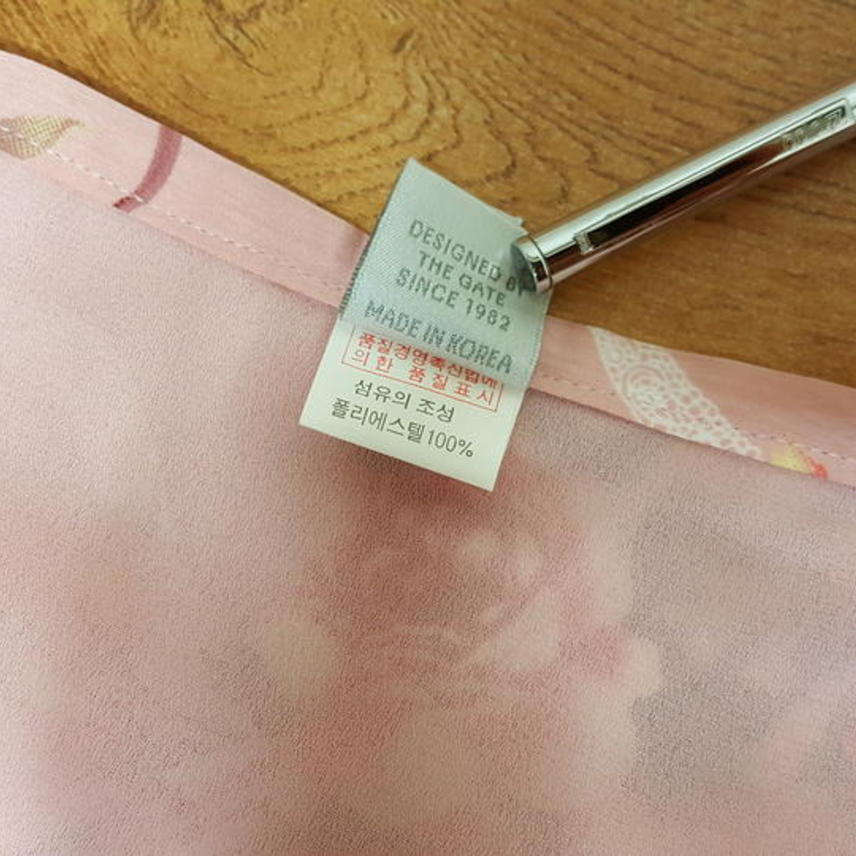 DESIGNED BY
THE GATE
SINCE 1982
MADE IN KOREA
품질경영촉진법에
의한 품질표시
섬유의 조성
폴리에스텔100%